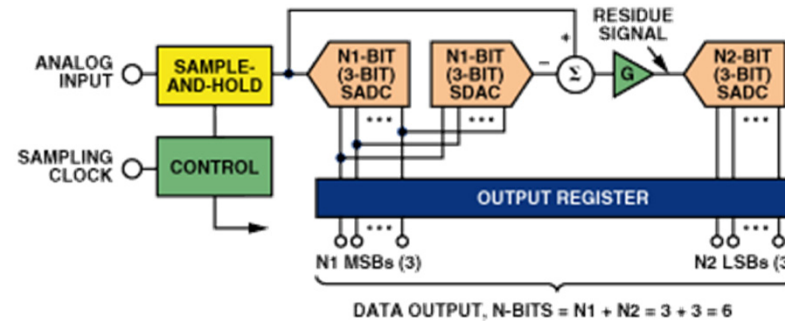 RESIDUE
SIGNAL
ANALOG
INPUT
SAMPLE-
AND-HOLD
N1-BIT
(3-BIT)
SADC
N1-BIT
(3-BIT)
SDAC
+
–
Σ
G
N2-BIT
(3-BIT)
SADC
SAMPLING
CLOCK
CONTROL
OUTPUT REGISTER
N1 MSBs (3)
N2 LSBs (3
DATA OUTPUT, N-BITS = N1 + N2 = 3 + 3 = 6